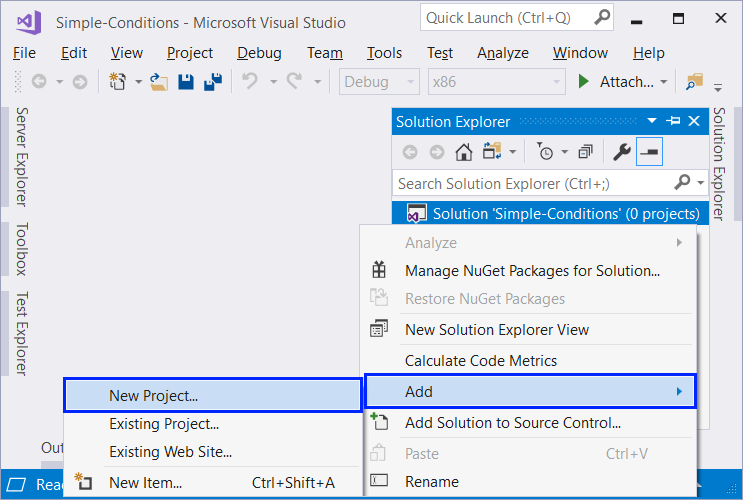 Simple-Conditions - Microsoft Visual Studio
Quick Launch (Ctrl+Q)
File Edit View Project Debug Team Tools Test Analyze Window Help
Debug x86 Attach...
Server Explorer
Toolbox
Test Explorer
Solution Explorer
Solution Explorer
Search Solution Explorer (Ctrl+;)
Solution 'Simple-Conditions' (0 projects)
Analyze
Manage NuGet Packages for Solution...
Restore NuGet Packages
New Solution Explorer View
Calculate Code Metrics
Add
Add Solution to Source Control...
Paste Ctrl+V
Rename
New Project...
Existing Project...
Existing Web Site...
New Item... Ctrl+Shift+A
Out
Rea